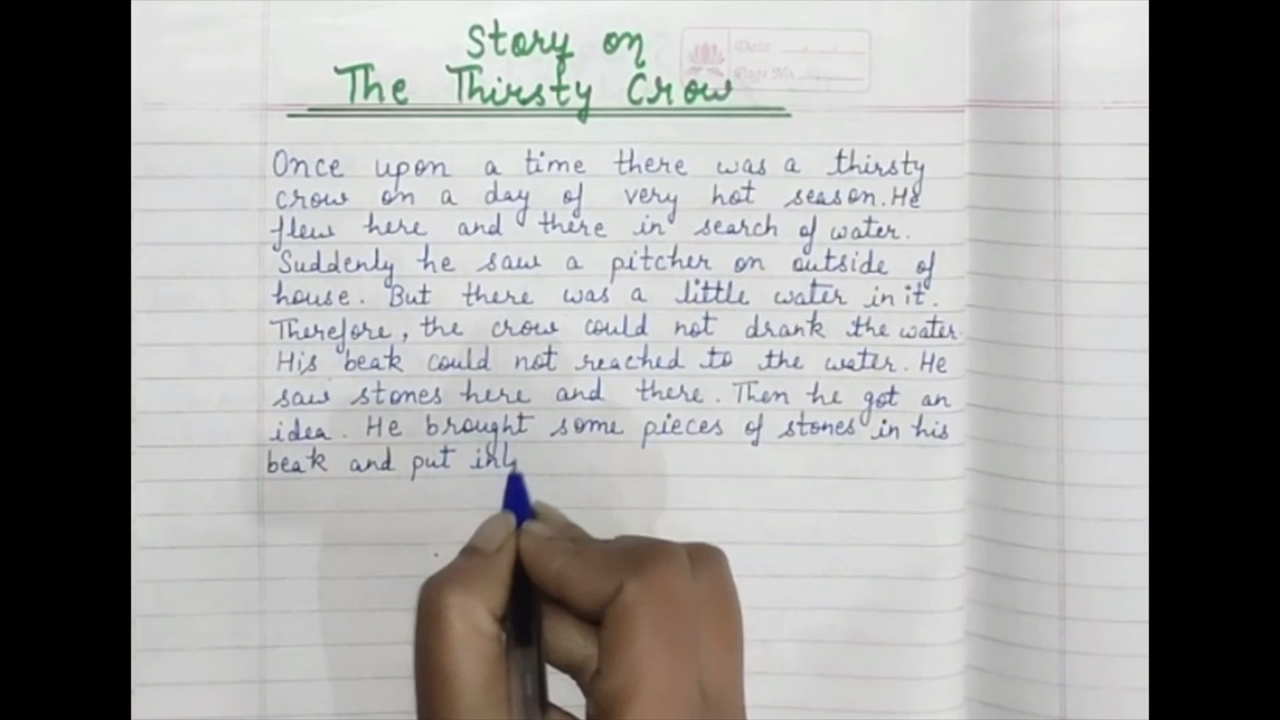 Story on
The Thirsty Crow
Date
Page No.
Once upon a time there was a thirsty
crow on a day of very hot season. He
flew here and there in search of water.
Suddenly he saw a pitcher on outside of
house. But there was a little water in it.
Therefore, the crow could not drank the water.
His beak could not reached to the water. He
saw stones here and there. Then he got an
idea. He brought some pieces of stones in his
beak and put